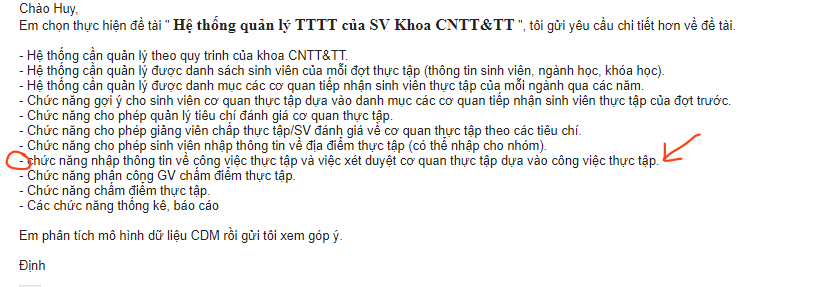 Chào Huy,
Em chọn thực hiện đề tài " Hệ thống quản lý TTTT của SV Khoa CNTT&TT ", tôi gửi yêu cầu chi tiết hơn về đề tài.
- Hệ thống cần quản lý theo quy trình của khoa CNTT&TT.
- Hệ thống cần quản lý được danh sách sinh viên của mỗi đợt thực tập (thông tin sinh viên, ngành học, khóa học).
- Hệ thống cần quản lý được danh mục các cơ quan tiếp nhận sinh viên thực tập của mỗi ngành qua các năm.
- Chức năng gợi ý cho sinh viên cơ quan thực tập dựa vào danh mục các cơ quan tiếp nhận sinh viên thực tập của đợt trước.
- Chức năng cho phép quản lý tiêu chí đánh giá cơ quan thực tập.
- Chức năng cho phép giảng viên chấp thực tập/SV đánh giá về cơ quan thực tập theo các tiêu chí.
- Chức năng cho phép sinh viên nhập thông tin về địa điểm thực tập (có thể nhập cho nhóm).
- chức năng nhập thông tin về công việc thực tập và việc xét duyệt cơ quan thực tập dựa vào công việc thực tập.
- Chức năng phân công GV chấm điểm thực tập.
- Chức năng chấm điểm thực tập.
- Các chức năng thống kê, báo cáo
Em phân tích mô hình dữ liệu CDM rồi gửi tôi xem góp ý.
Định